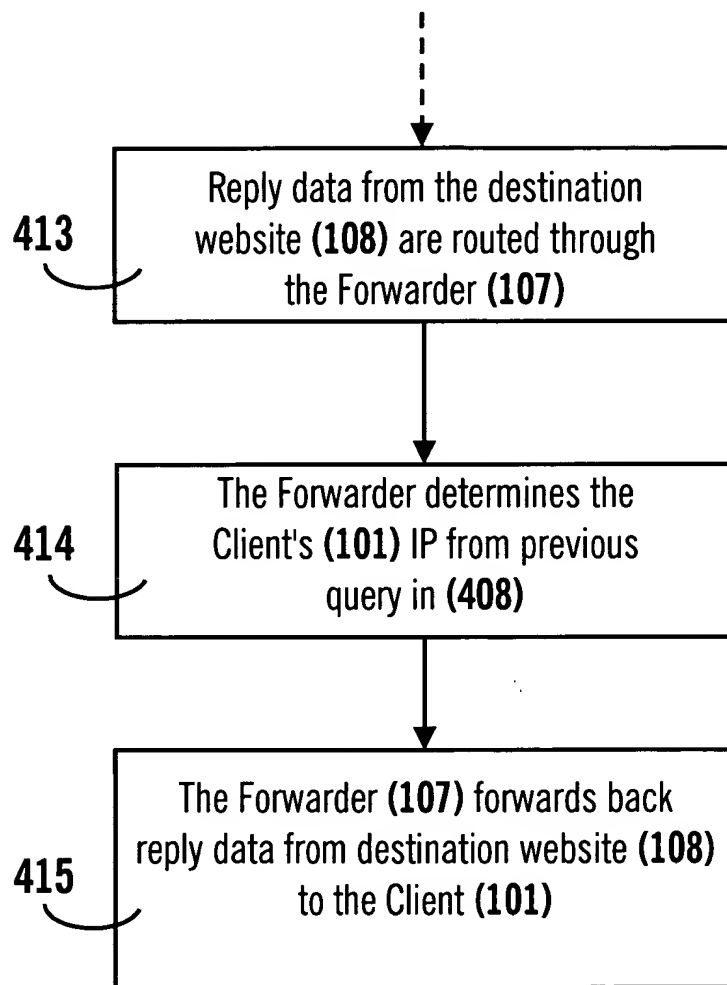 413
Reply data from the destination
website (108) are routed through
the Forwarder (107)
414
The Forwarder determines the
Client's (101) IP from previous
query in (408)
415
The Forwarder (107) forwards back
reply data from destination website (108)
to the Client (101)